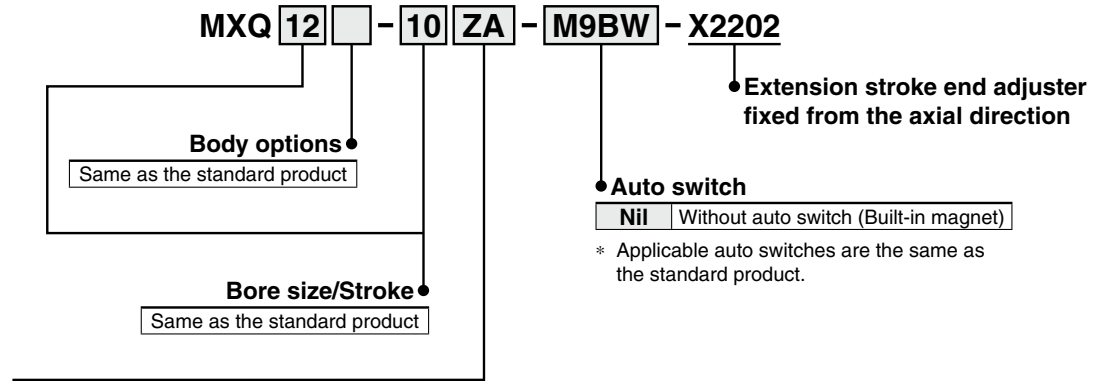 MXQ 12 - 10 ZA - M9BW - X2202
Extension stroke end adjuster
fixed from the axial direction
Body options
Same as the standard product
Auto switch
Nil Without auto switch (Built-in magnet)
* Applicable auto switches are the same as
the standard product.
Bore size/Stroke
Same as the standard product